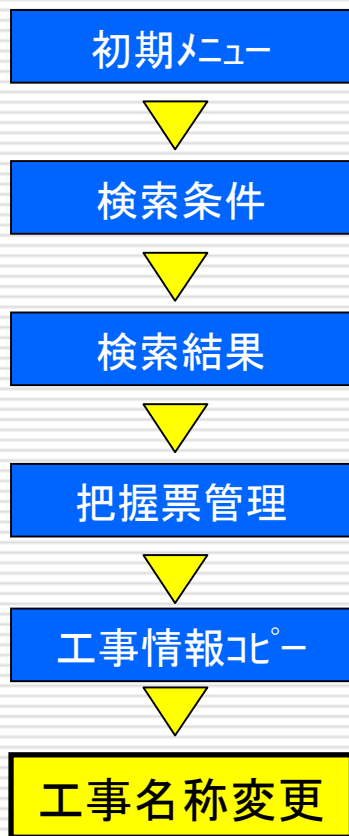 初期ﾒﾆｭｰ
検索条件
検索結果
把握票管理
工事情報ｺﾋﾟｰ
工事名称変更